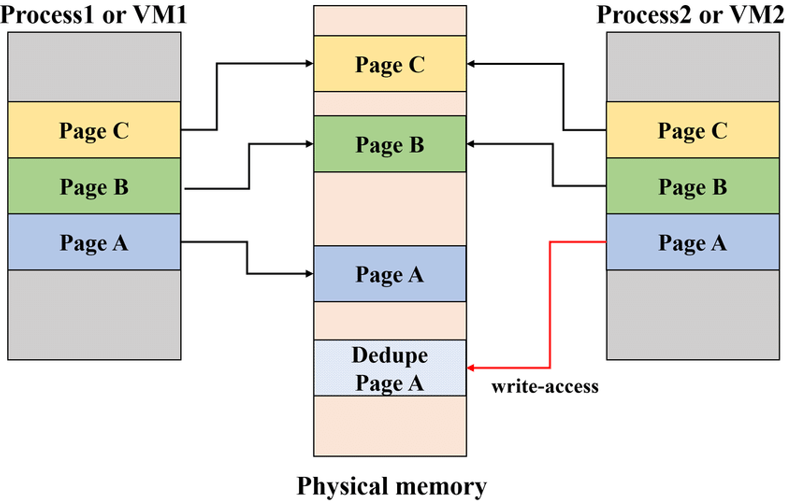 Process1 or VM1
Process2 or VM2
Page C
Page B
Page A
Page C
Page B
Page A
Dedupe
Page A
Page C
Page B
Page A
write-access
Physical memory